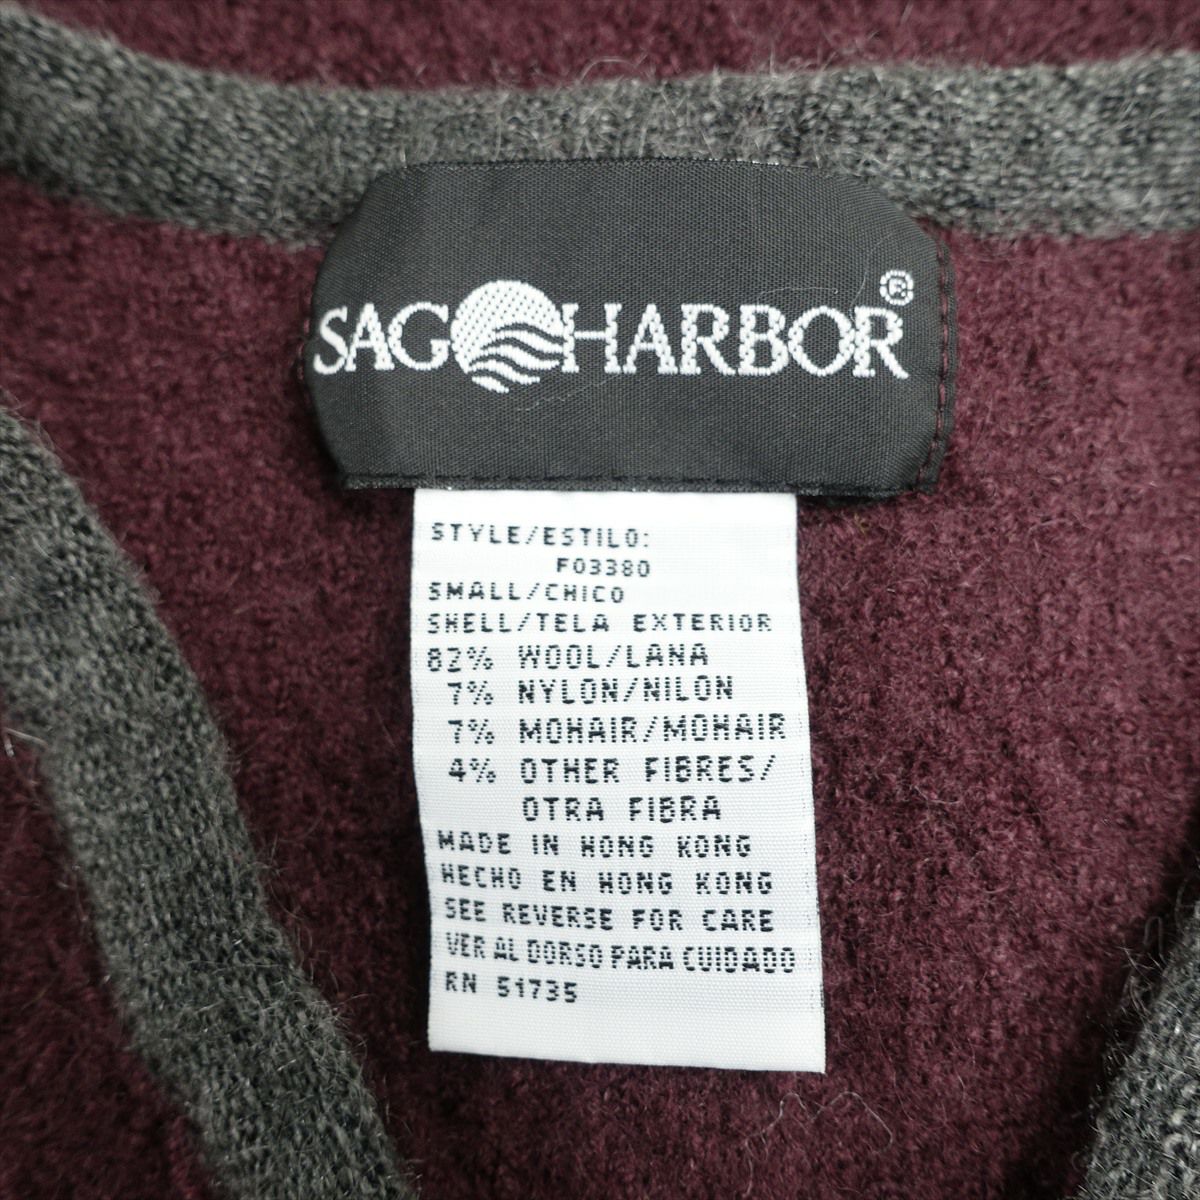 SAG HARBOR®
STYLE/ESTILO:
F03380
SMALL/CHICO
SHELL/TELA EXTERIOR
82% WOOL/LANA
7% NYLON/NILON
7% MOHAIR/MOHAIR
4% OTHER FIBRES/
OTRA FIBRA
MADE IN HONG KONG
HECHO EN HONG KONG
SEE REVERSE FOR CARE
VER AL DORSO PARA CUIDADO
RN 51735